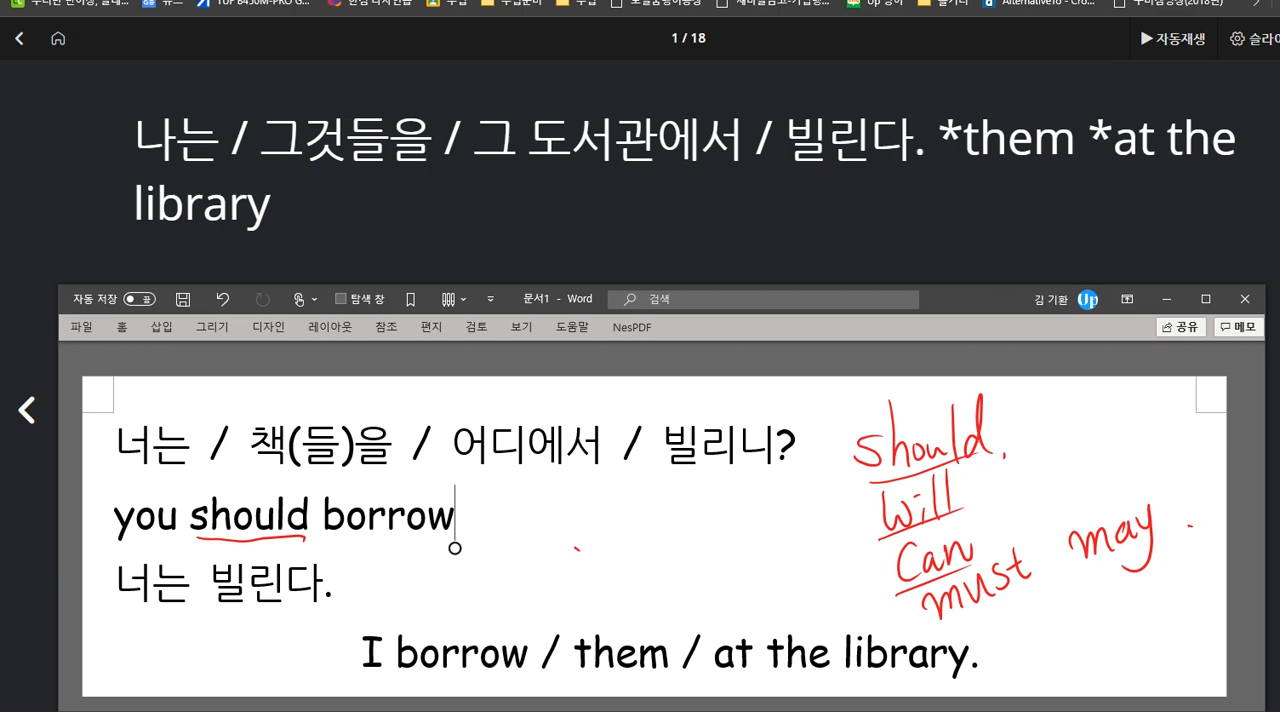 1 / 18
자동재생
나는 / 그것들을 / 그 도서관에서 / 빌린다. *them *at the
library
자동 저장 끔 탐색 창 문서1 - Word 검색 김 기환 Up
파일 홈 삽입 그리기 디자인 레이아웃 참조 편지 검토 보기 도움말 NesPDF 공유 메모
너는 / 책(들)을 / 어디에서 / 빌리니?
should.
will
you should borrow
can
may.
must
너는 빌린다.
I borrow / them / at the library.